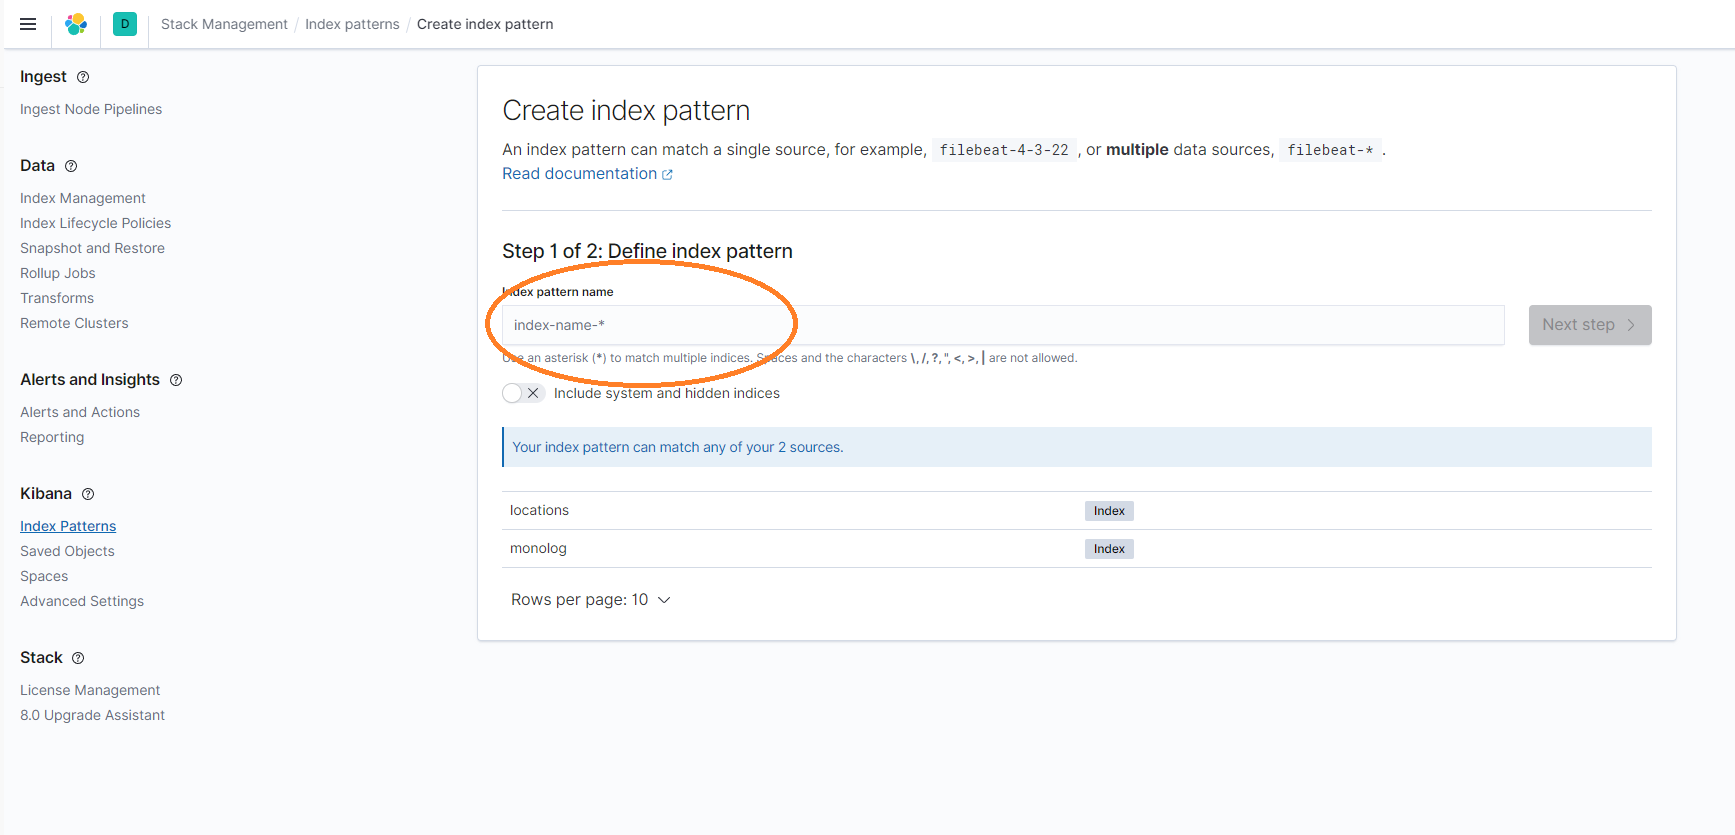 D Stack Management / Index patterns / Create index pattern
Ingest
Ingest Node Pipelines
Data
Index Management
Index Lifecycle Policies
Snapshot and Restore
Rollup Jobs
Transforms
Remote Clusters
Alerts and Insights
Alerts and Actions
Reporting
Kibana
Index Patterns
Saved Objects
Spaces
Advanced Settings
Stack
License Management
8.0 Upgrade Assistant
Create index pattern
An index pattern can match a single source, for example, filebeat-4-3-22 , or multiple data sources, filebeat-* .
Read documentation
Step 1 of 2: Define index pattern
Index pattern name
index-name-*
Next step
Use an asterisk (*) to match multiple indices. Spaces and the characters \, /, ?, ", <, >, | are not allowed.
Include system and hidden indices
Your index pattern can match any of your 2 sources.
locations Index
monolog Index
Rows per page: 10